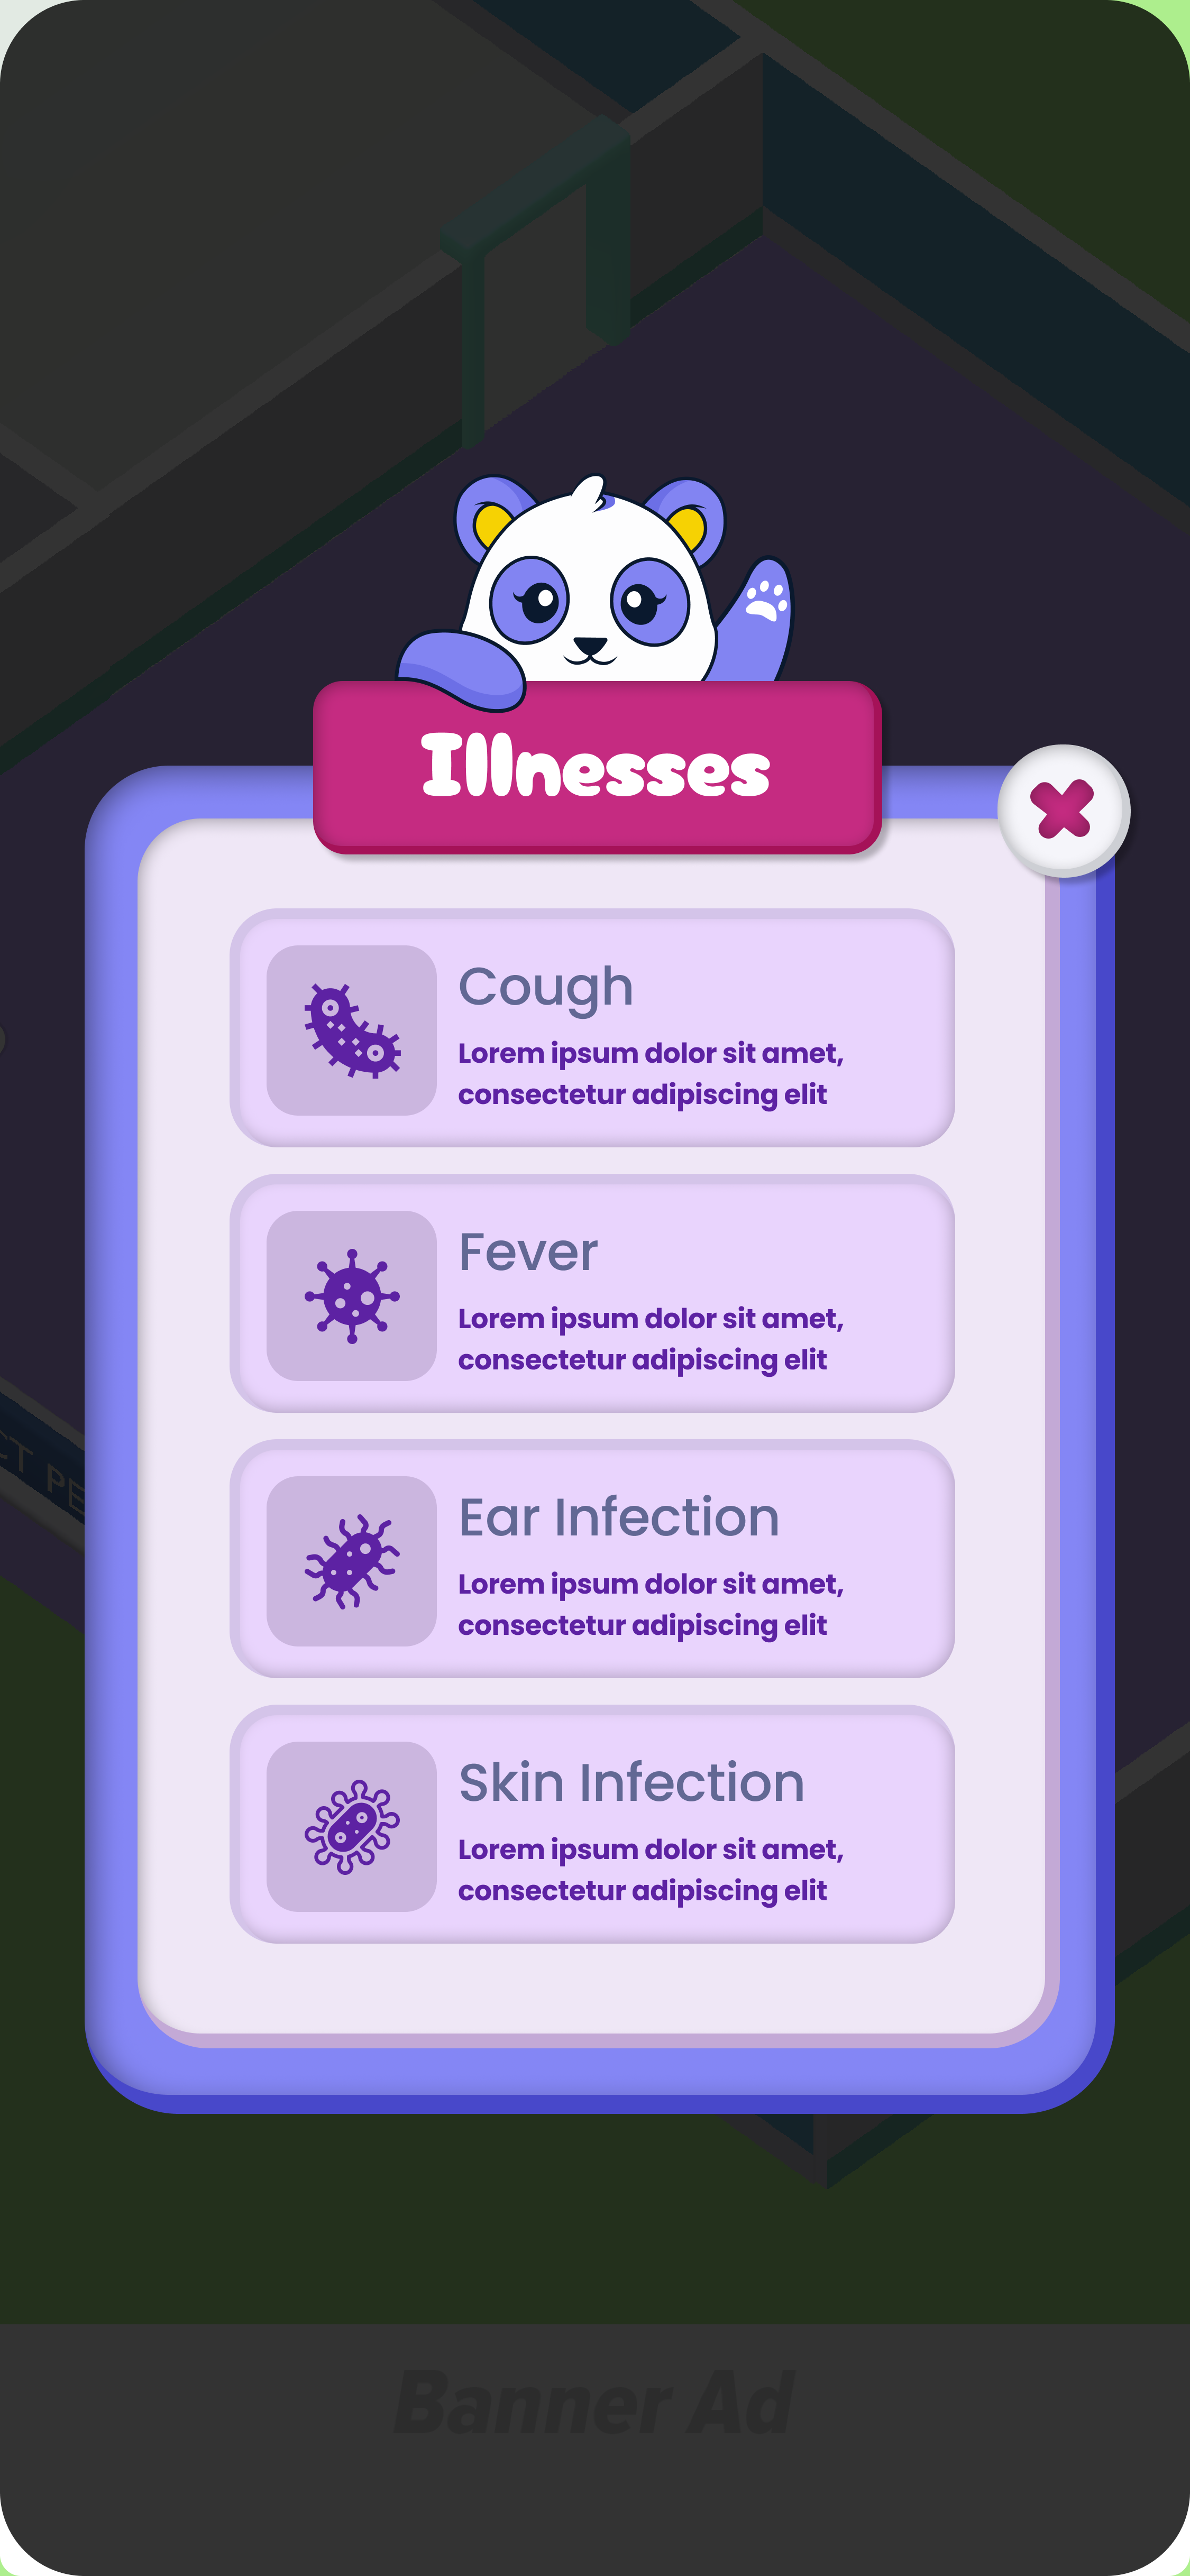 Illnesses
Cough
Lorem ipsum dolor sit amet,
consectetur adipiscing elit
Fever
Lorem ipsum dolor sit amet,
consectetur adipiscing elit
Ear Infection
Lorem ipsum dolor sit amet,
consectetur adipiscing elit
CT PE
Skin Infection
Lorem ipsum dolor sit amet,
consectetur adipiscing elit
Banner Ad